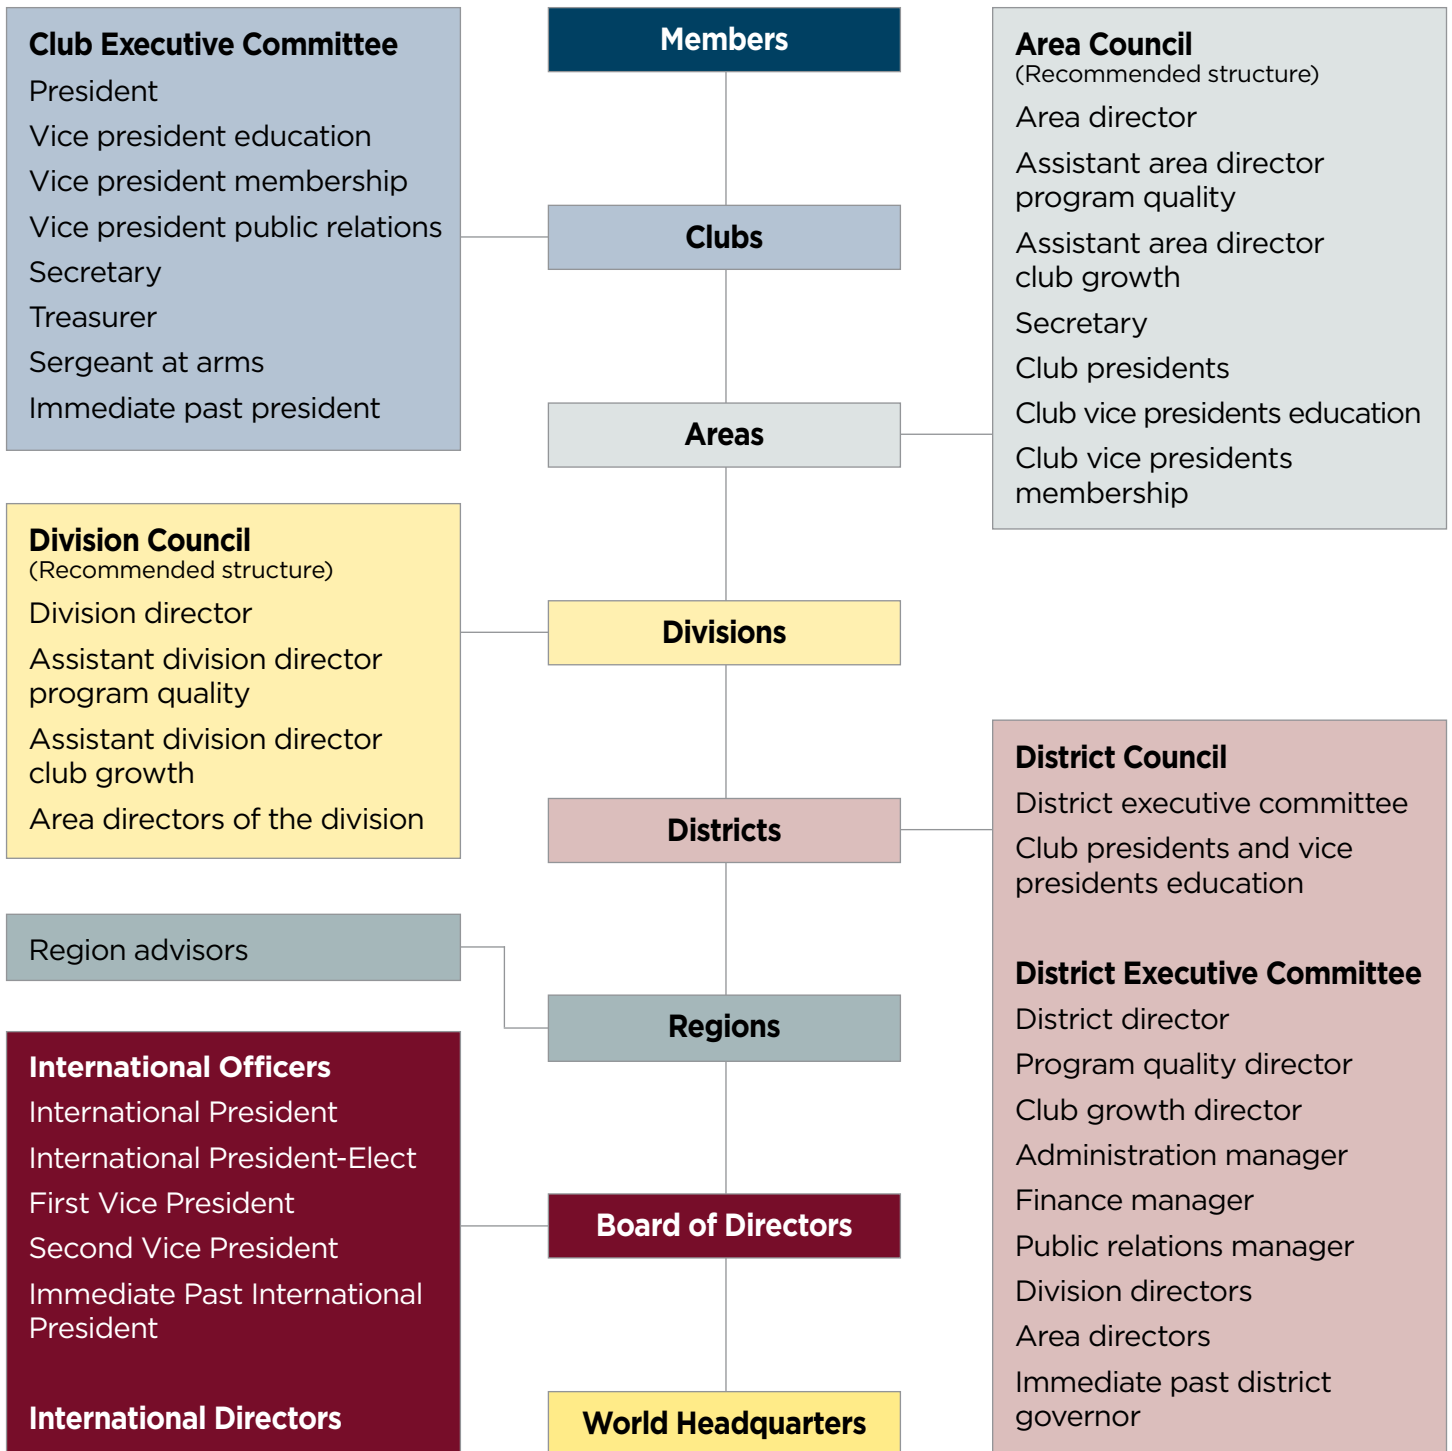 Club Executive Committee
President
Vice president education
Vice president membership
Vice president public relations
Secretary
Treasurer
Sergeant at arms
Immediate past president
Division Council
(Recommended structure)
Division director
Assistant division director
program quality
Assistant division director
club growth
Area directors of the division
Region advisors
International Officers
International President
International President-Elect
First Vice President
Second Vice President
Immediate Past International
President
International Directors
Members
Clubs
Areas
Divisions
Districts
Regions
Board of Directors
World Headquarters
Area Council
(Recommended structure)
Area director
Assistant area director
program quality
Assistant area director
club growth
Secretary
Club presidents
Club vice presidents education
Club vice presidents
membership
District Council
District executive committee
Club presidents and vice
presidents education
District Executive Committee
District director
Program quality director
Club growth director
Administration manager
Finance manager
Public relations manager
Division directors
Area directors
Immediate past district
governor